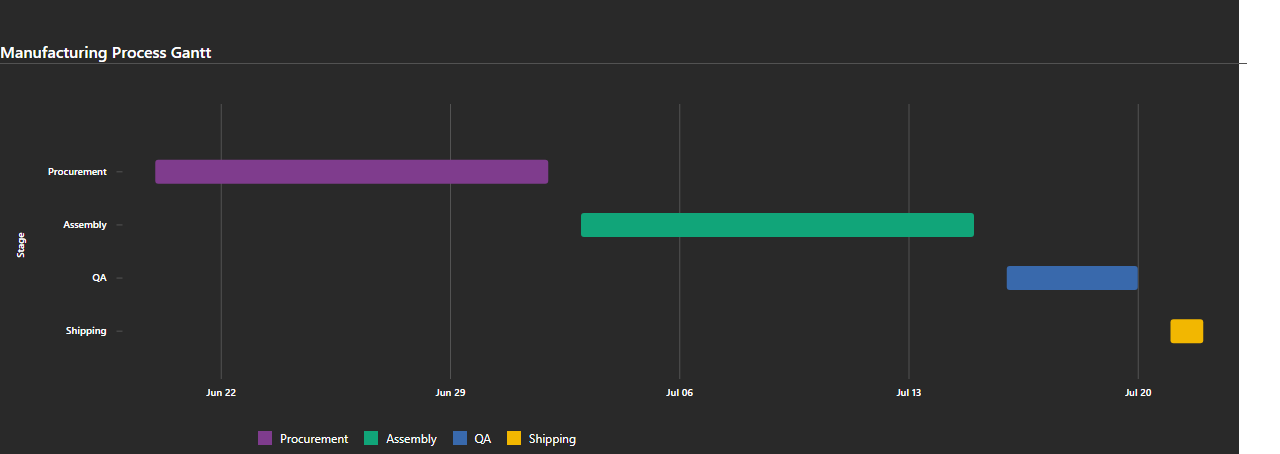 Manufacturing Process Gantt
Stage
Procurement
Assembly
QA
Shipping
Jun 22 Jun 29 Jul 06 Jul 13 Jul 20
Procurement Assembly QA Shipping